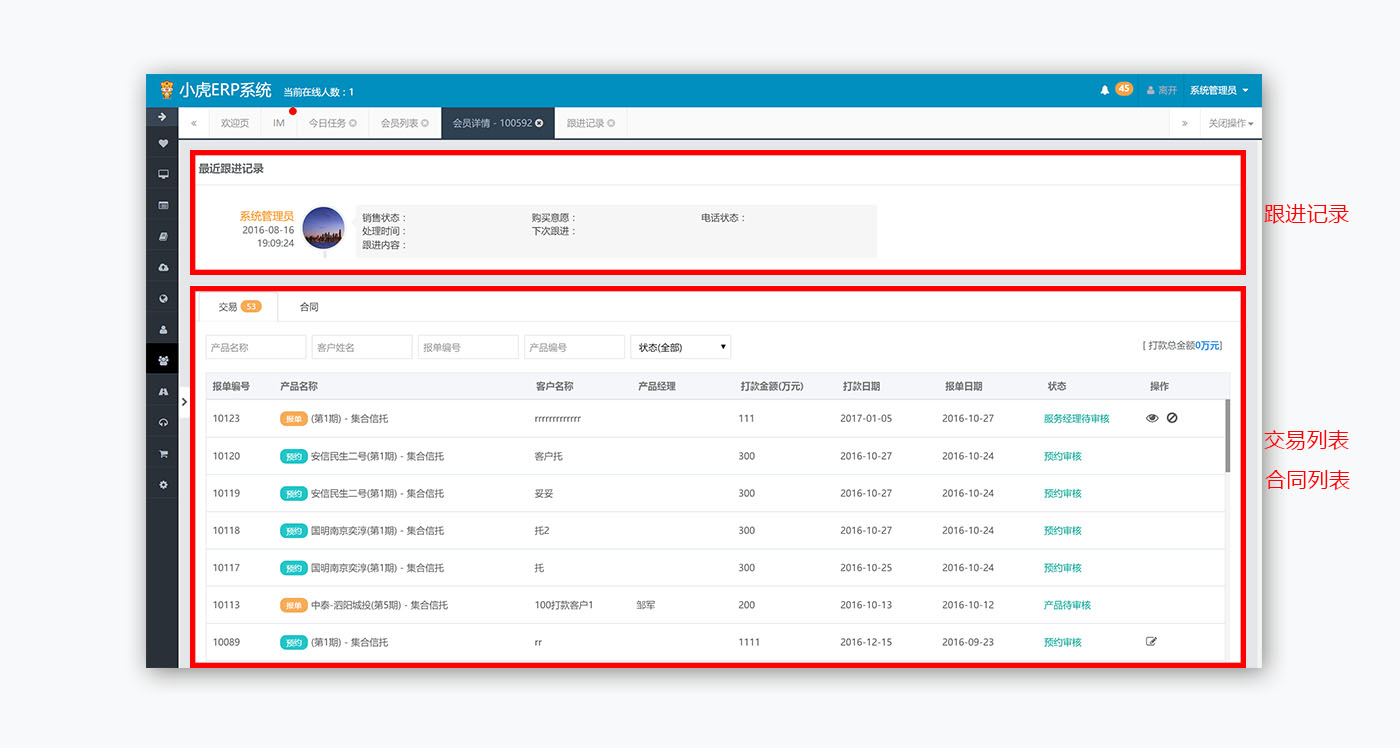 小虎ERP系统 当前在线人数：1 45 离开 系统管理员
« 欢迎页 IM 今日任务 会员列表 会员详情 - 100592 跟进记录 » 关闭操作
最近跟进记录
系统管理员
2016-08-16
19:09:24
销售状态： 购买意愿： 电话状态：
处理时间： 下次跟进：
跟进内容：
跟进记录
交易 53 合同
产品名称 客户姓名 报单编号 产品编号 状态(全部) [ 打款总金额0万元]
报单编号 产品名称 客户名称 产品经理 打款金额(万元) 打款日期 报单日期 状态 操作
10123 报单 (第1期) - 集合信托 rrrrrrrrrrrrr 111 2017-01-05 2016-10-27 服务经理待审核
10120 预约 安信民生二号(第1期) - 集合信托 客户托 300 2016-10-27 2016-10-24 预约审核
10119 预约 安信民生二号(第1期) - 集合信托 妥妥 300 2016-10-27 2016-10-24 预约审核
10118 预约 国明南京奕淳(第1期) - 集合信托 托2 300 2016-10-27 2016-10-24 预约审核
10117 预约 国明南京奕淳(第1期) - 集合信托 托 300 2016-10-25 2016-10-24 预约审核
10113 报单 中泰-泗阳城投(第5期) - 集合信托 100打款客户1 邹军 200 2016-10-13 2016-10-12 产品待审核
10089 预约 (第1期) - 集合信托 rr 1111 2016-12-15 2016-09-23 预约审核
交易列表
合同列表